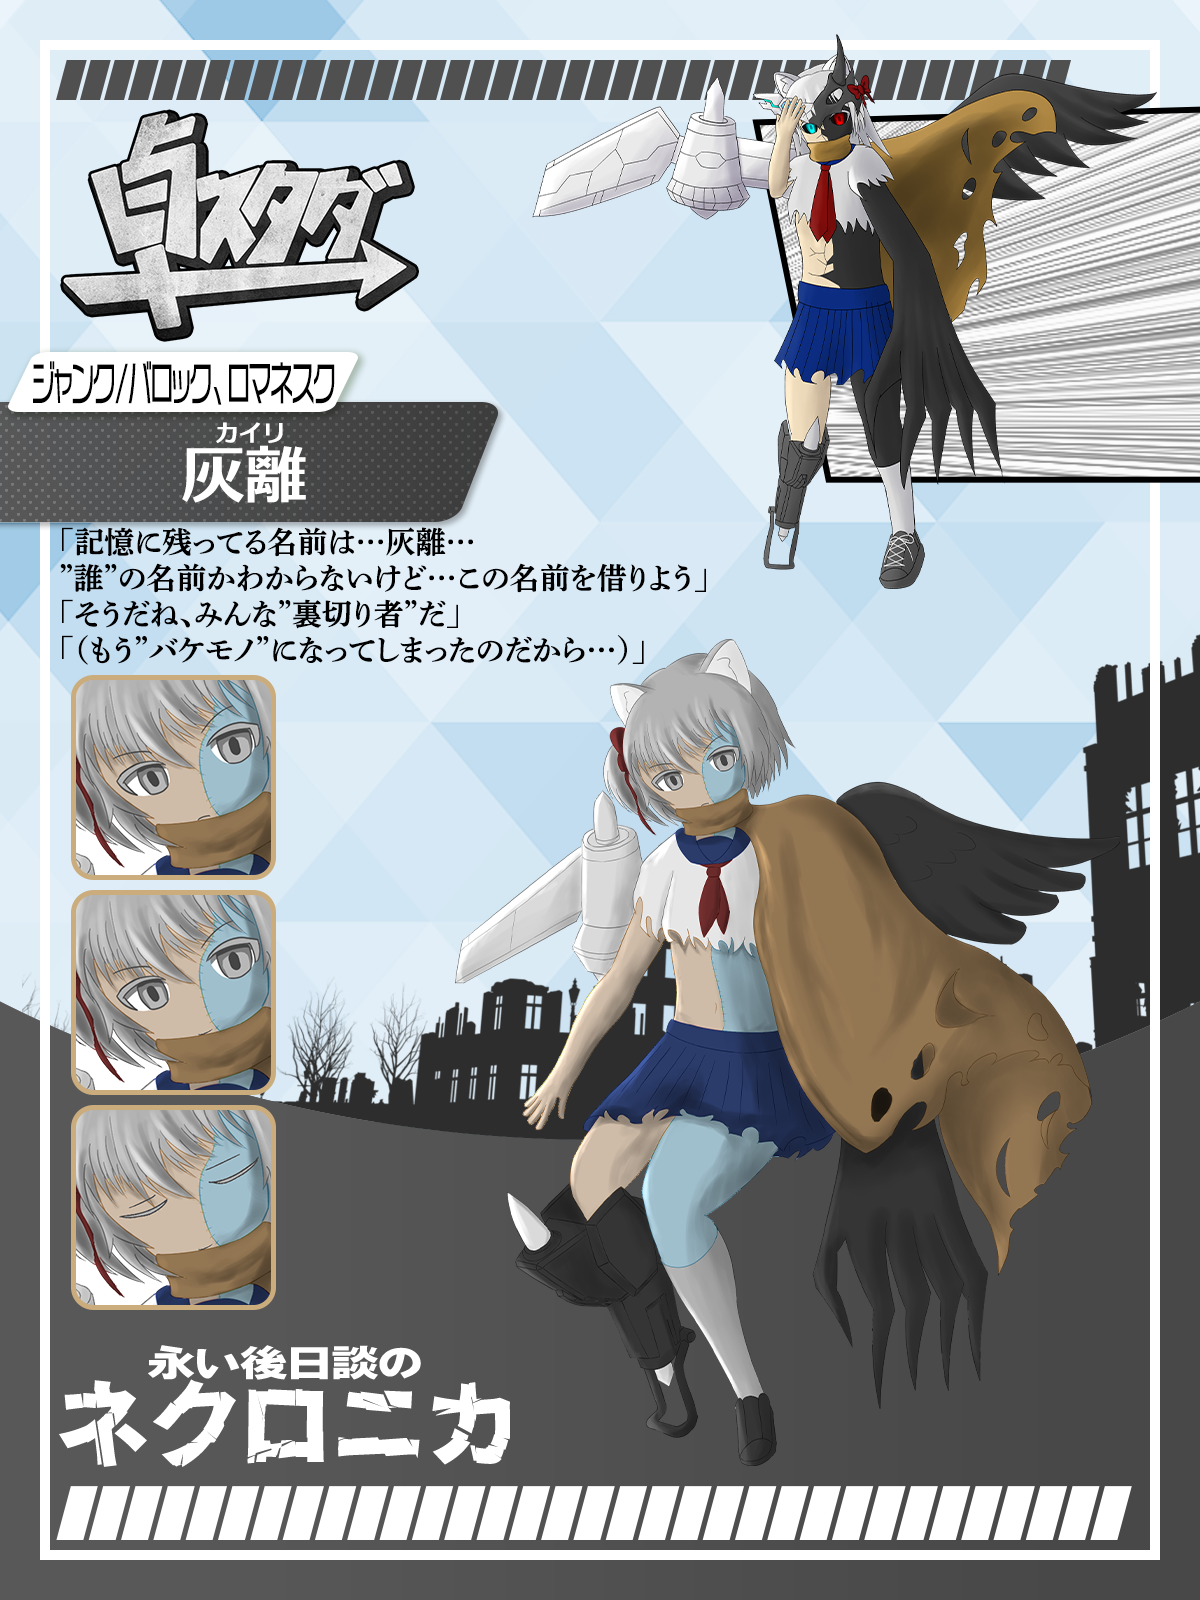 ラスタダ
ジャンク/バロック、ロマネスク
カイリ
灰離
「記憶に残ってる名前は…灰離…
”誰”の名前かわからないけど…この名前を借りよう」
「そうだね、みんな”裏切り者”だ」
「（もう”バケモノ”になってしまったのだから…）」
永い後日談の
ネクロニカ